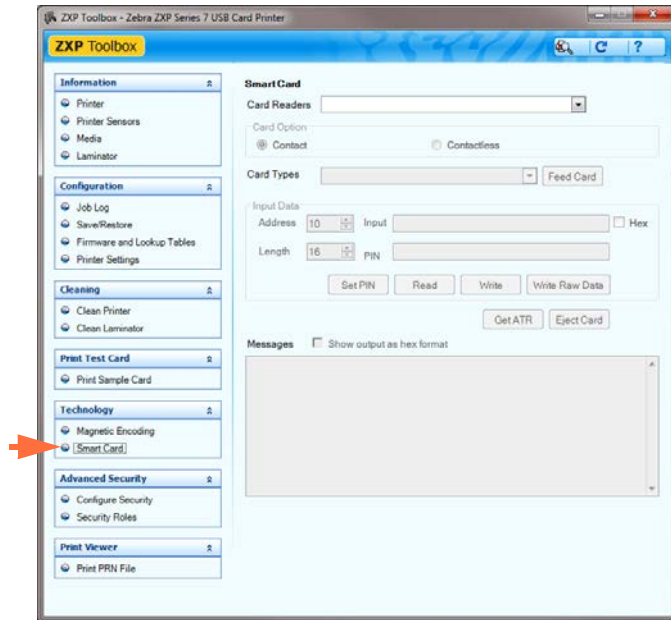 ZXP Toolbox - Zebra ZXP Series 7 USB Card Printer
ZXP Toolbox
Information
Printer
Printer Sensors
Media
Laminator
Configuration
Job Log
Save/Restore
Firmware and Lookup Tables
Printer Settings
Cleaning
Clean Printer
Clean Laminator
Print Test Card
Print Sample Card
Technology
Magnetic Encoding
Smart Card
Advanced Security
Configure Security
Security Roles
Print Viewer
Print PRN File
Smart Card
Card Readers
Card Option
Contact Contactless
Card Types Feed Card
Input Data
Address 10 Input Hex
Length 16 PIN
Set PIN Read Write Write Raw Data
Get ATR Eject Card
Messages Show output as hex format